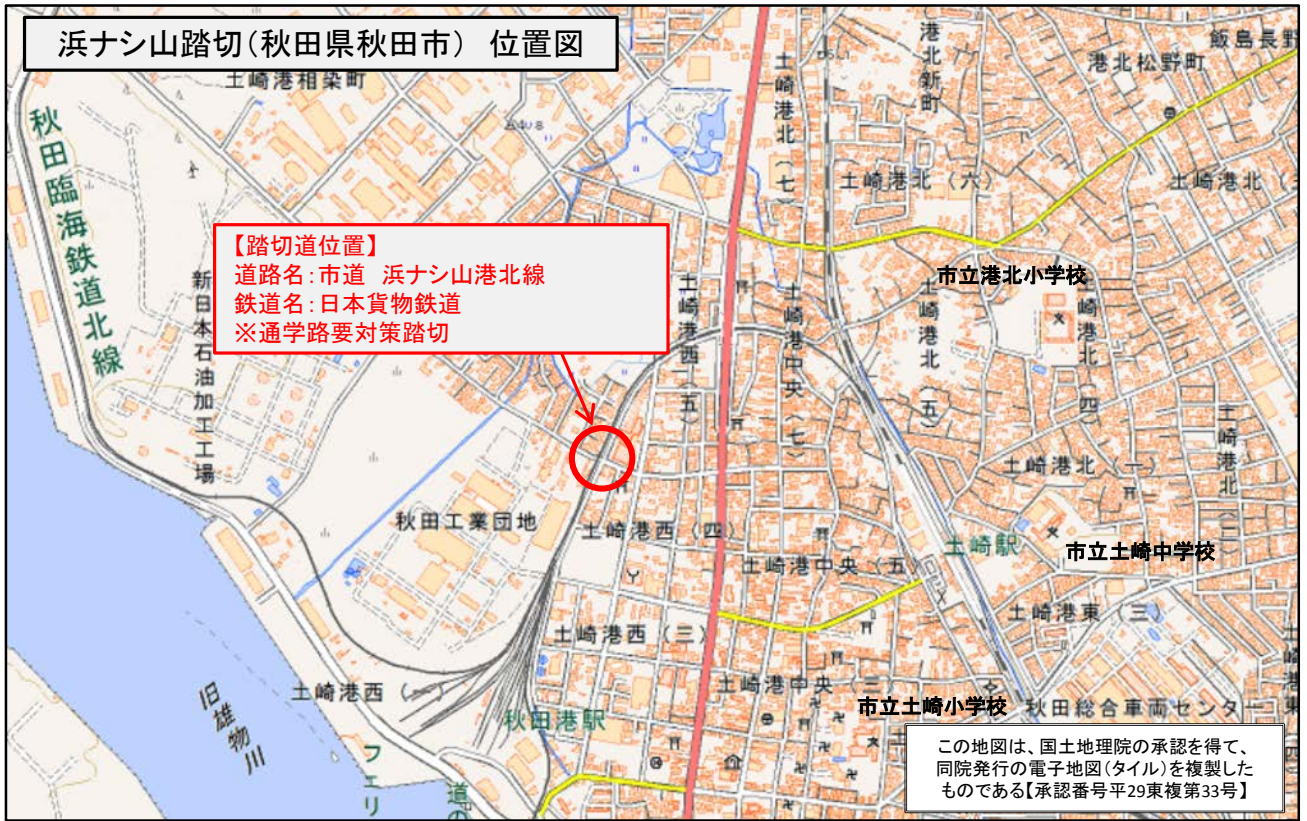 浜ナシ山踏切(秋田県秋田市) 位置図
土崎港相染町
秋田臨海鉄道北線
新日本石油加工工場
【踏切道位置】
道路名:市道 浜ナシ山港北線
鉄道名:日本貨物鉄道
※通学路要対策踏切
土崎港北(七)
港北新町
港北松野町
飯島長野
土崎港北(六)
土崎港北(
市立港北小学校
土崎港西(五)
土崎港中央(七)
土崎港北(五)
土崎港北(四)
土崎港北(一)
土崎港北(二)
秋田工業団地
土崎港西(四)
土崎港中央(五)
土崎駅
市立土崎中学校
土崎港東(三
土崎港西(三)
土崎港西(一)
土崎港中央(三
秋田港駅
市立土崎小学校
秋田総合車両センター
旧雄物川
フェリ
道の
この地図は、国土地理院の承認を得て、
同院発行の電子地図(タイル)を複製した
ものである【承認番号平29東複第33号】